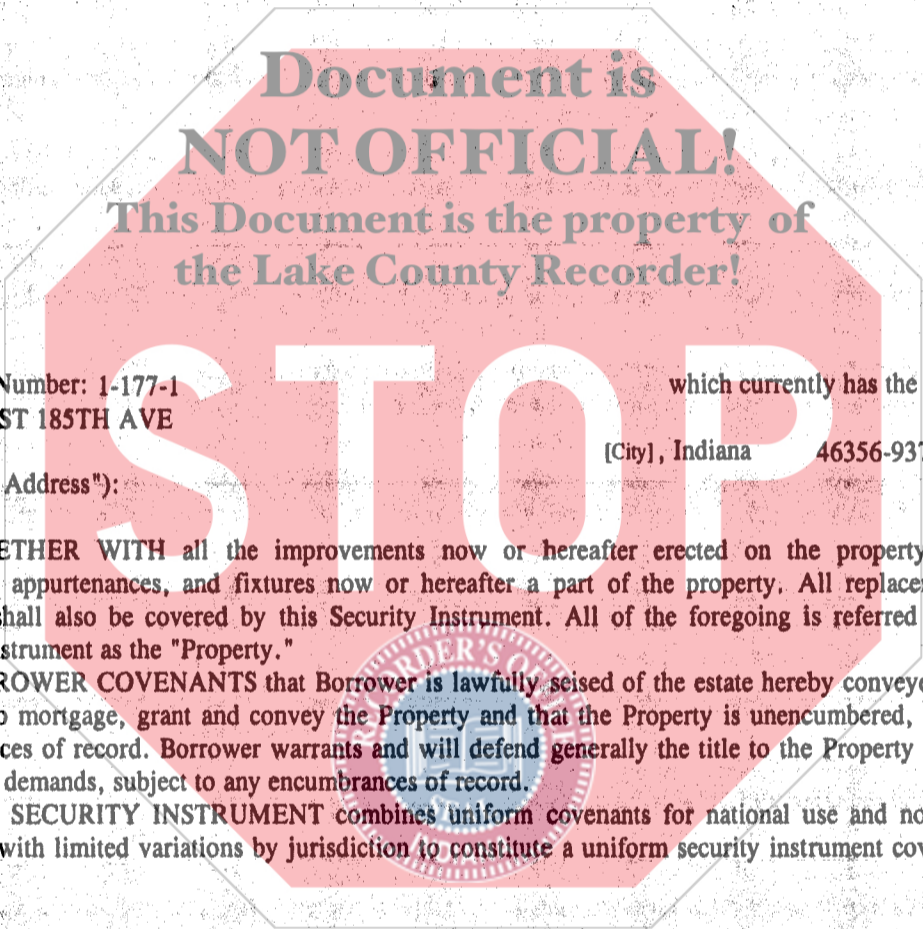 Document is
NOT OFFICIAL!
This Document is the property of
the Lake County Recorder!
STOP
Number: 1-177-1 which currently has the
ST 185TH AVE
[City], Indiana 46356-937
Address"):
ETHER WITH all the improvements now or hereafter erected on the property
appurtenances, and fixtures now or hereafter a part of the property. All replace
hall also be covered by this Security Instrument. All of the foregoing is referred
strument as the "Property."
ROWER COVENANTS that Borrower is lawfully seised of the estate hereby conveye
o mortgage, grant and convey the Property and that the Property is unencumbered,
ces of record. Borrower warrants and will defend generally the title to the Property
demands, subject to any encumbrances of record.
SECURITY INSTRUMENT combines uniform covenants for national use and no
with limited variations by jurisdiction to constitute a uniform security instrument cov
RECORDER'S OFFICE
SEAL
INDIANA